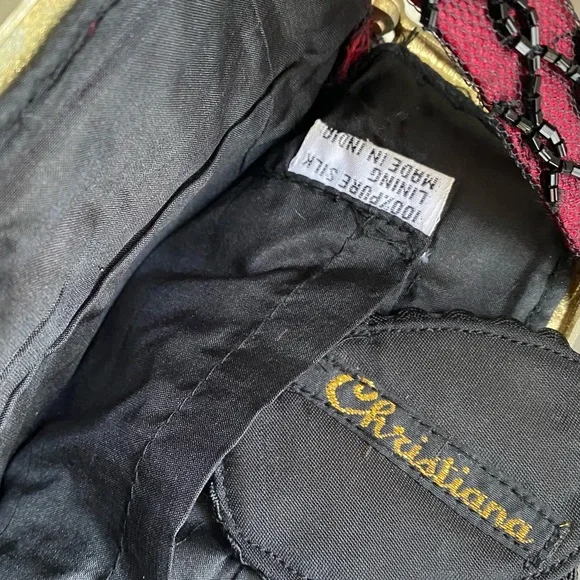 100% PURE SILK
LINING
MADE IN INDIA
Christiana